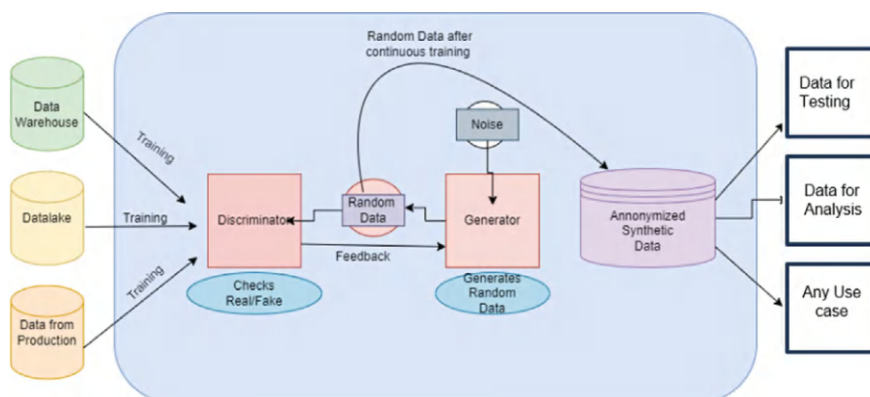 Random Data after
continuous training
Data
Warehouse
Training
Noise
Data for
Testing
Datalake
Training
Discriminator
Random
Data
Generator
Annonymized
Synthetic
Data
Data for
Analysis
Feedback
Training
Checks
Real/Fake
Generates
Random
Data
Data from
Production
Any Use
case